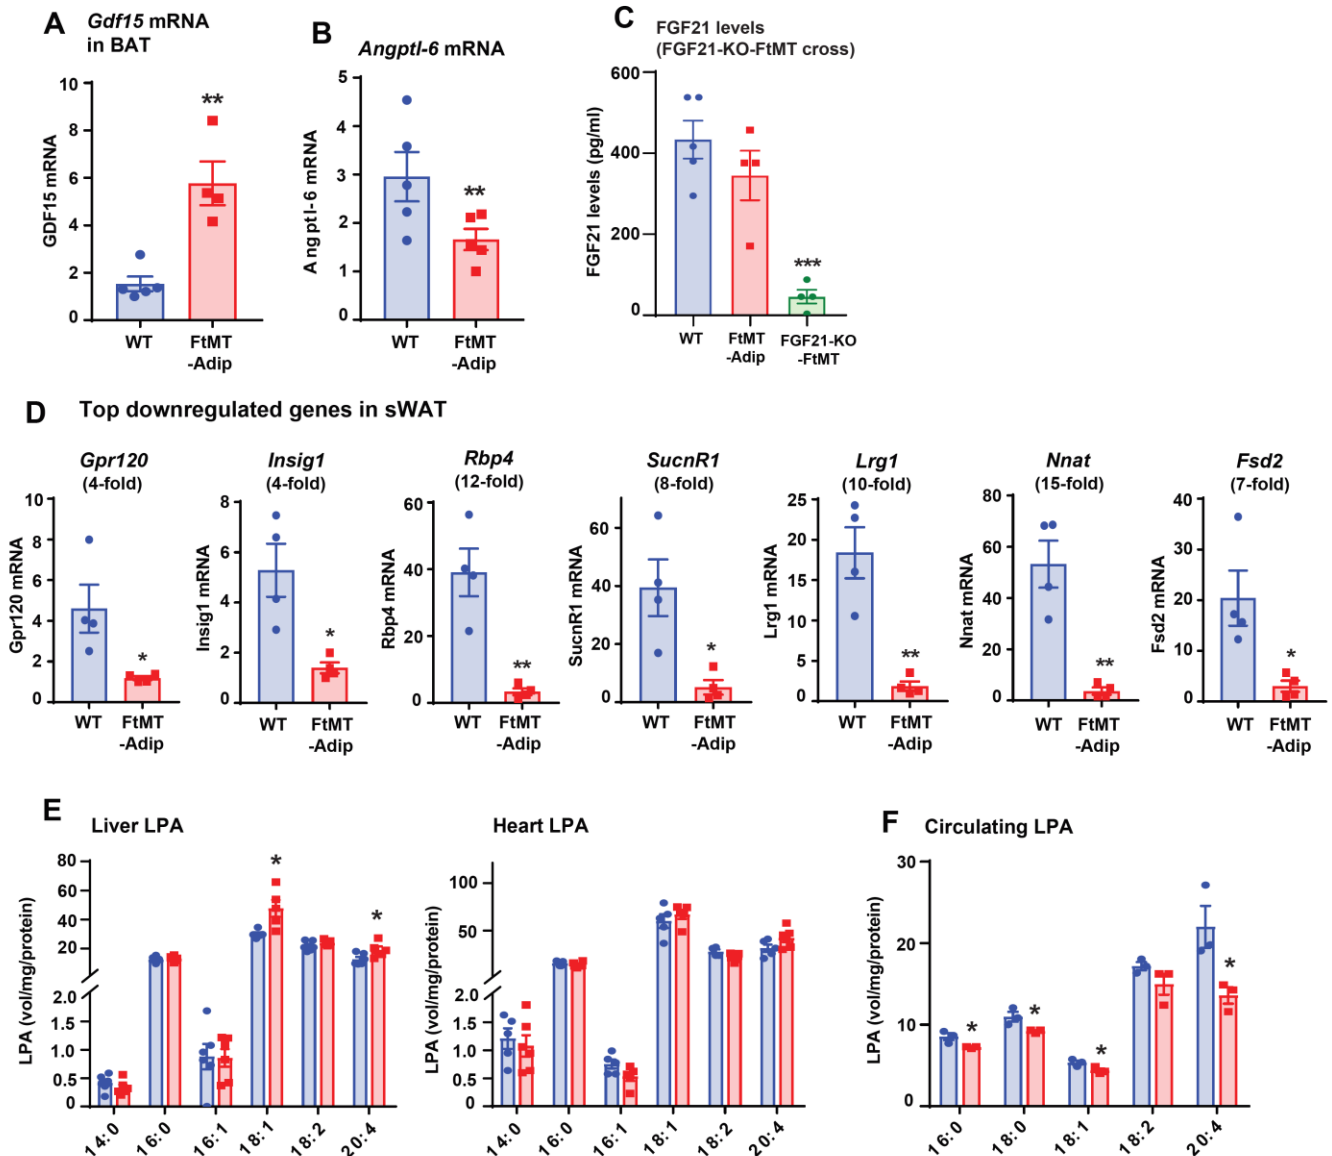 A
Gdf15 mRNA
in BAT
GDF15 mRNA
10
8
6
4
2
0
**
WT
FtMT
-Adip
B
Angptl-6 mRNA
Angptl-6 mRNA
5
4
3
2
1
0
**
WT
FtMT
-Adip
C
FGF21 levels
(FGF21-KO-FtMT cross)
FGF21 levels (pg/ml)
600
400
200
0
***
WT
FtMT
-Adip
FGF21-KO
-FtMT
D Top downregulated genes in sWAT
Gpr120
(4-fold)
Gpr120 mRNA
10
8
6
4
2
0
*
WT
FtMT
-Adip
Insig1
(4-fold)
Insig1 mRNA
8
6
4
2
0
*
WT
FtMT
-Adip
Rbp4
(12-fold)
Rbp4 mRNA
60
40
20
0
**
WT
FtMT
-Adip
SucnR1
(8-fold)
SucnR1 mRNA
60
40
20
0
*
WT
FtMT
-Adip
Lrg1
(10-fold)
Lrg1 mRNA
25
20
15
10
5
0
**
WT
FtMT
-Adip
Nnat
(15-fold)
Nnat mRNA
80
60
40
20
0
**
WT
FtMT
-Adip
Fsd2
(7-fold)
Fsd2 mRNA
40
30
20
10
0
*
WT
FtMT
-Adip
E
Liver LPA
LPA (vol/mg/protein)
80
60
40
20
2.0
1.5
1.0
0.5
0
*
*
14:0
16:0
16:1
18:1
18:2
20:4
Heart LPA
LPA (vol/mg/protein)
100
50
2.0
1.5
1.0
0.5
0
14:0
16:0
16:1
18:1
18:2
20:4
F
Circulating LPA
LPA (vol/mg/protein)
30
20
10
0
*
*
*
*
16:0
18:0
18:1
18:2
20:4